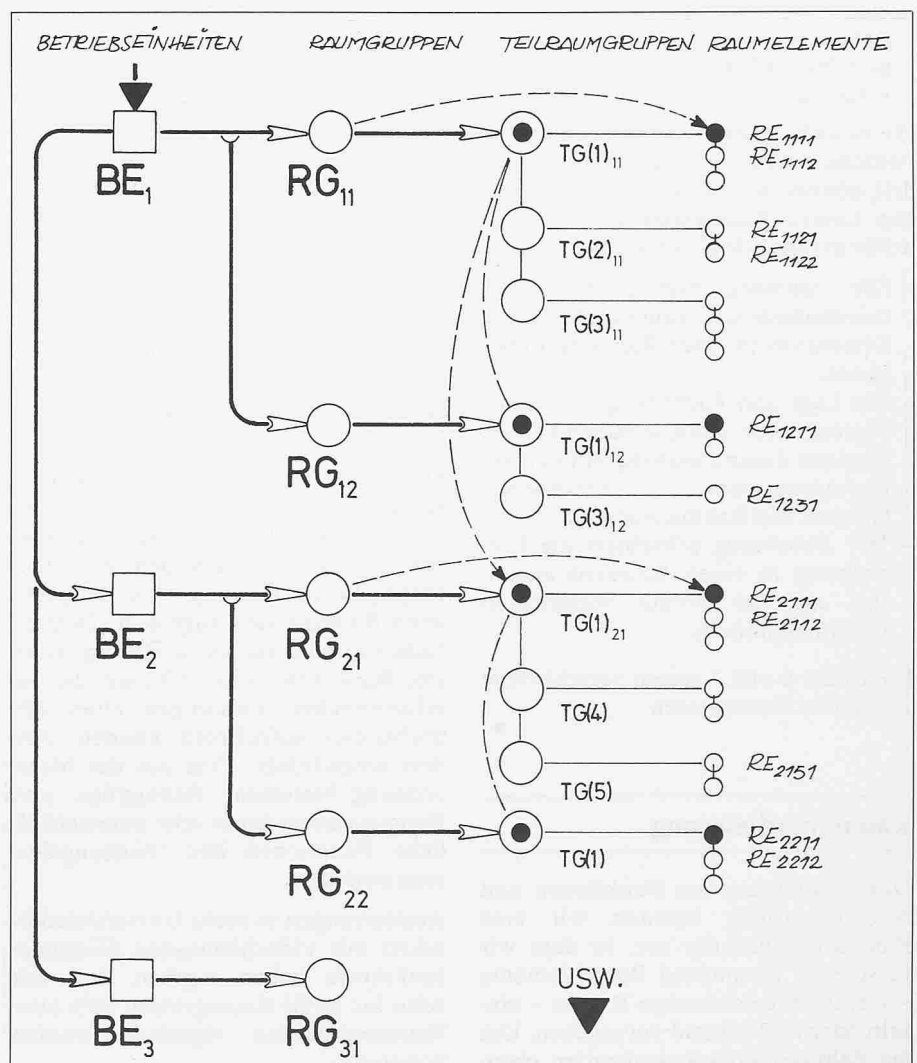 BETRIEBSEINHEITEN RAUMGRUPPEN TEILRAUMGRUPPEN RAUMELEMENTE
BE₁ RG₁₁ TG(1)₁₁ RE₁₁₁₁
RE₁₁₁₂
TG(2)₁₁ RE₁₁₂₁
RE₁₁₂₂
TG(3)₁₁
RG₁₂ TG(1)₁₂ RE₁₂₁₁
TG(3)₁₂ RE₁₂₃₁
BE₂ RG₂₁ TG(1)₂₁ RE₂₁₁₁
RE₂₁₁₂
TG(4)
TG(5) RE₂₁₅₁
RG₂₂ TG(1) RE₂₂₁₁
RE₂₂₁₂
BE₃ RG₃₁
USW.